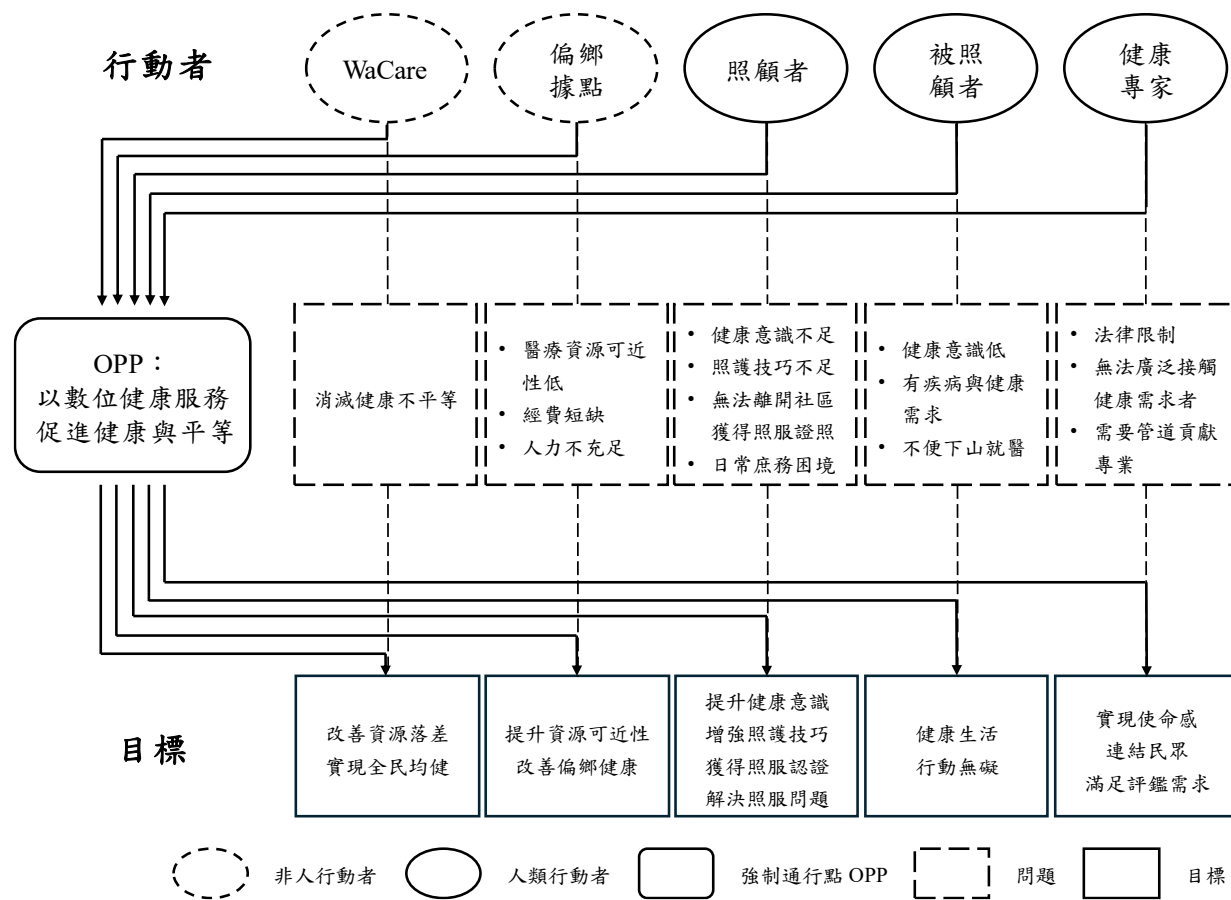 行動者
WaCare
偏鄉
據點
照顧者
被照
顧者
健康
專家
OPP：
以數位健康服務
促進健康與平等
消滅健康不平等
• 醫療資源可近
性低
• 經費短缺
• 人力不充足
• 健康意識不足
• 照護技巧不足
• 無法離開社區
獲得照服證照
• 日常庶務困境
• 健康意識低
• 有疾病與健康
需求
• 不便下山就醫
• 法律限制
• 無法廣泛接觸
健康需求者
• 需要管道貢獻
專業
目標
改善資源落差
實現全民均健
提升資源可近性
改善偏鄉健康
提升健康意識
增強照護技巧
獲得照服認證
解決照服問題
健康生活
行動無礙
實現使命感
連結民眾
滿足評鑑需求
非人行動者
人類行動者
強制通行點 OPP
問題
目標